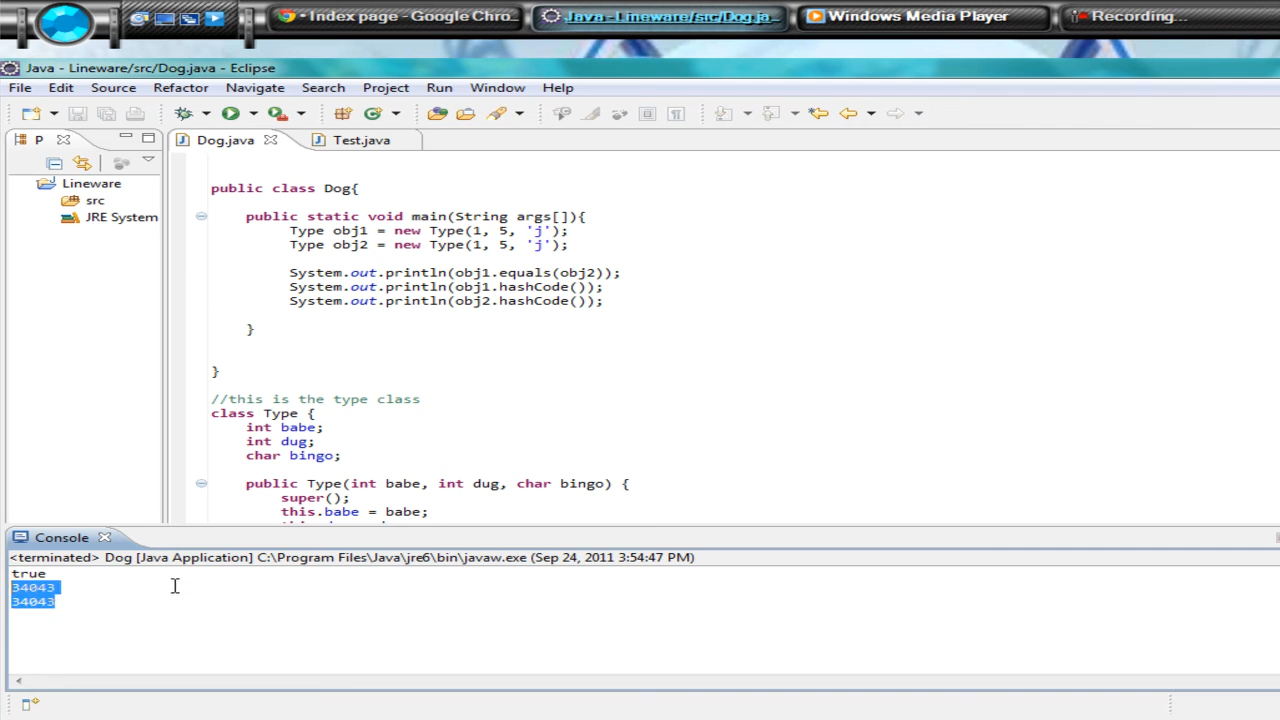 • Index page - Google Chro...
Java - Lineware/src/Dog.ja...
Windows Media Player
Recording...
Java - Lineware/src/Dog.java - Eclipse
File Edit Source Refactor Navigate Search Project Run Window Help
P
Dog.java
Test.java
Lineware
src
JRE System
public class Dog{
public static void main(String args[]){
Type obj1 = new Type(1, 5, 'j');
Type obj2 = new Type(1, 5, 'j');
System.out.println(obj1.equals(obj2));
System.out.println(obj1.hashCode());
System.out.println(obj2.hashCode());
}
}
//this is the type class
class Type {
int babe;
int dug;
char bingo;
public Type(int babe, int dug, char bingo) {
super();
this.babe = babe;
Console
<terminated> Dog [Java Application] C:\Program Files\Java\jre6\bin\javaw.exe (Sep 24, 2011 3:54:47 PM)
true
34043
34043